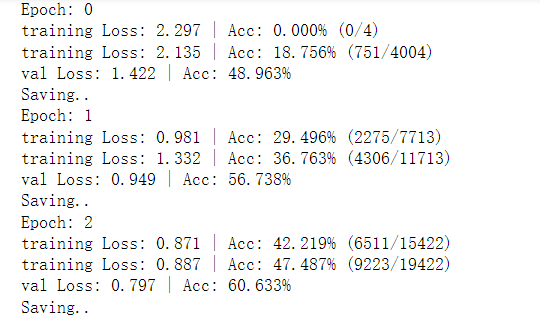 Epoch: 0
training Loss: 2.297 | Acc: 0.000% (0/4)
training Loss: 2.135 | Acc: 18.756% (751/4004)
val Loss: 1.422 | Acc: 48.963%
Saving..
Epoch: 1
training Loss: 0.981 | Acc: 29.496% (2275/7713)
training Loss: 1.332 | Acc: 36.763% (4306/11713)
val Loss: 0.949 | Acc: 56.738%
Saving..
Epoch: 2
training Loss: 0.871 | Acc: 42.219% (6511/15422)
training Loss: 0.887 | Acc: 47.487% (9223/19422)
val Loss: 0.797 | Acc: 60.633%
Saving..